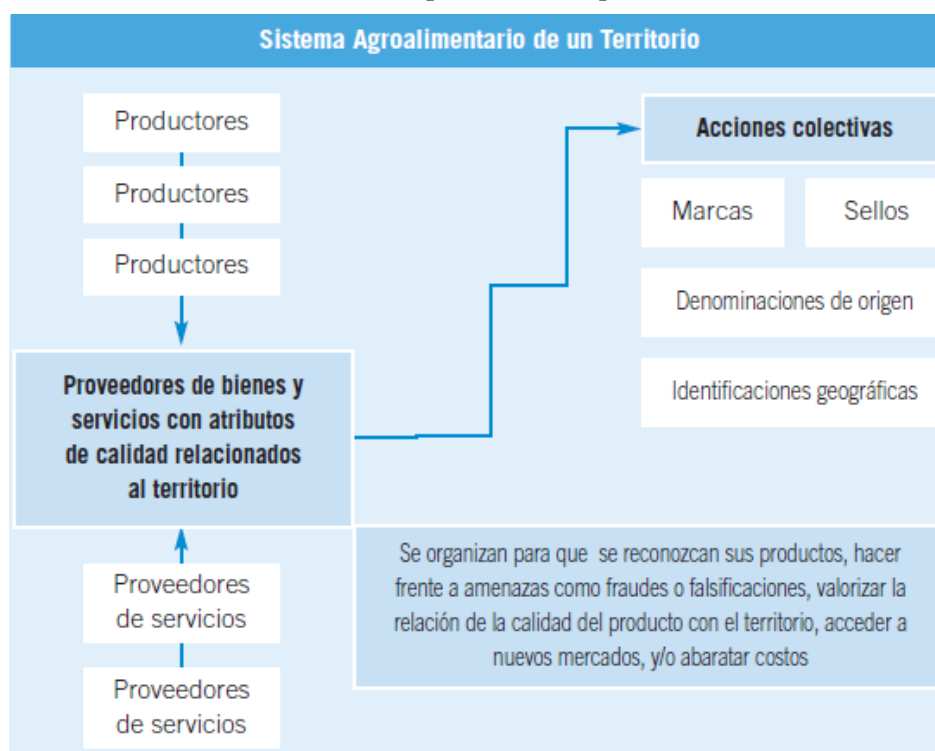 Sistema Agroalimentario de un Territorio
Productores
Productores
Productores
Proveedores de bienes y
servicios con atributos
de calidad relacionados
al territorio
Proveedores
de servicios
Proveedores
de servicios
Acciones colectivas
Marcas
Sellos
Denominaciones de origen
Identificaciones geográficas
Se organizan para que se reconozcan sus productos, hacer
frente a amenazas como fraudes o falsificaciones, valorizar la
relación de la calidad del producto con el territorio, acceder a
nuevos mercados, y/o abaratar costos